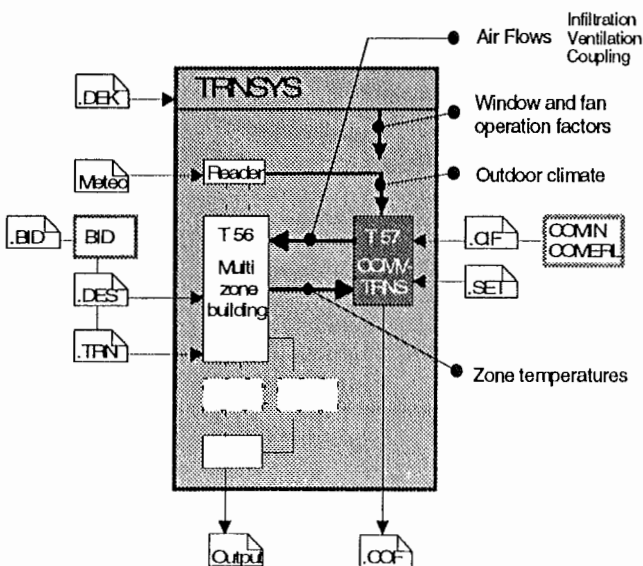 Infiltration
Air Flows Ventilation
Coupling
.DEK
TRNSYS
Window and fan
operation factors
Meteo
Reader
Outdoor climate
.BID
BID
T 56
T 57
.CIF
COMIN
COMERL
Multi
zone
building
COMV-
TRNS
.DES
.SET
.TRN
Zone temperatures
Output
.COF